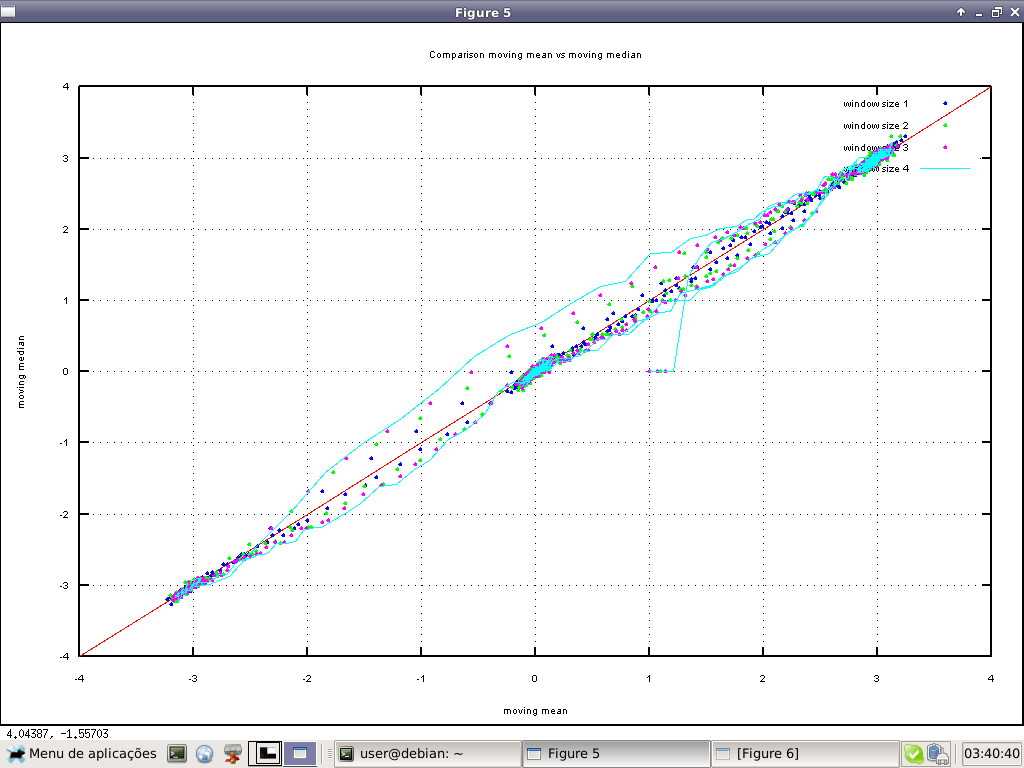 Figure 5
Comparison moving mean vs moving median
4
3
2
1
0
-1
-2
-3
-4
moving median
window size 1
window size 2
window size 3
window size 4
-4 -3 -2 -1 0 1 2 3 4
moving mean
4.04387, -1.55703
Menu de aplicações user@debian: ~ Figure 5 [Figure 6] 03:40:40